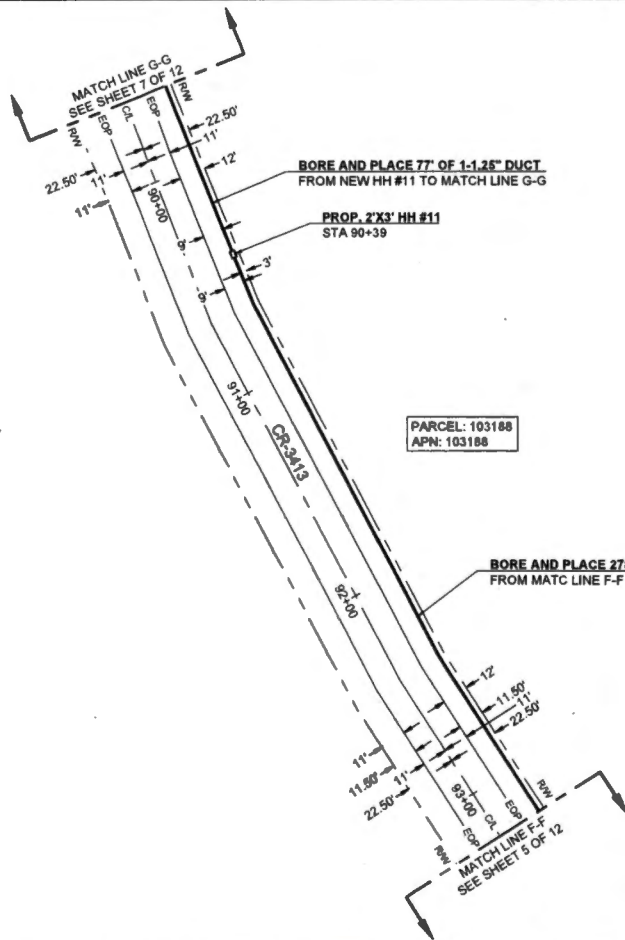 MATCH LINE G-G
SEE SHEET 7 OF 12
R/W
EOP
C/L
EOP
R/W
22.50'
11'
12'
22.50'
11'
11'
90+00
BORE AND PLACE 77' OF 1-1.25" DUCT
FROM NEW HH #11 TO MATCH LINE G-G
PROP. 2'X3' HH #11
STA 90+39
9'
3'
9'
91+00
CR-3413
PARCEL: 103188
APN: 103188
92+00
BORE AND PLACE 27
FROM MATC LINE F-F
12'
11.50'
11'
22.50'
11'
11.50'
11'
22.50'
93+00
R/W
EOP
C/L
EOP
R/W
MATCH LINE F-F
SEE SHEET 5 OF 12